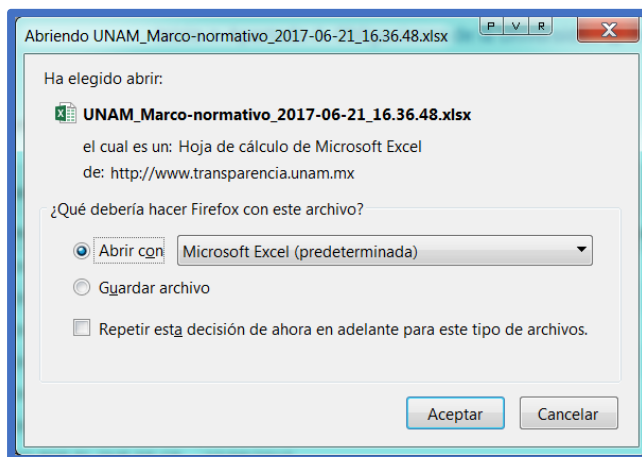 Abriendo UNAM_Marco-normativo_2017-06-21_16.36.48.xlsx
P V R X
Ha elegido abrir:
UNAM_Marco-normativo_2017-06-21_16.36.48.xlsx
el cual es un: Hoja de cálculo de Microsoft Excel
de: http://www.transparencia.unam.mx
¿Qué debería hacer Firefox con este archivo?
Abrir con Microsoft Excel (predeterminada)
Guardar archivo
Repetir esta decisión de ahora en adelante para este tipo de archivos.
Aceptar Cancelar